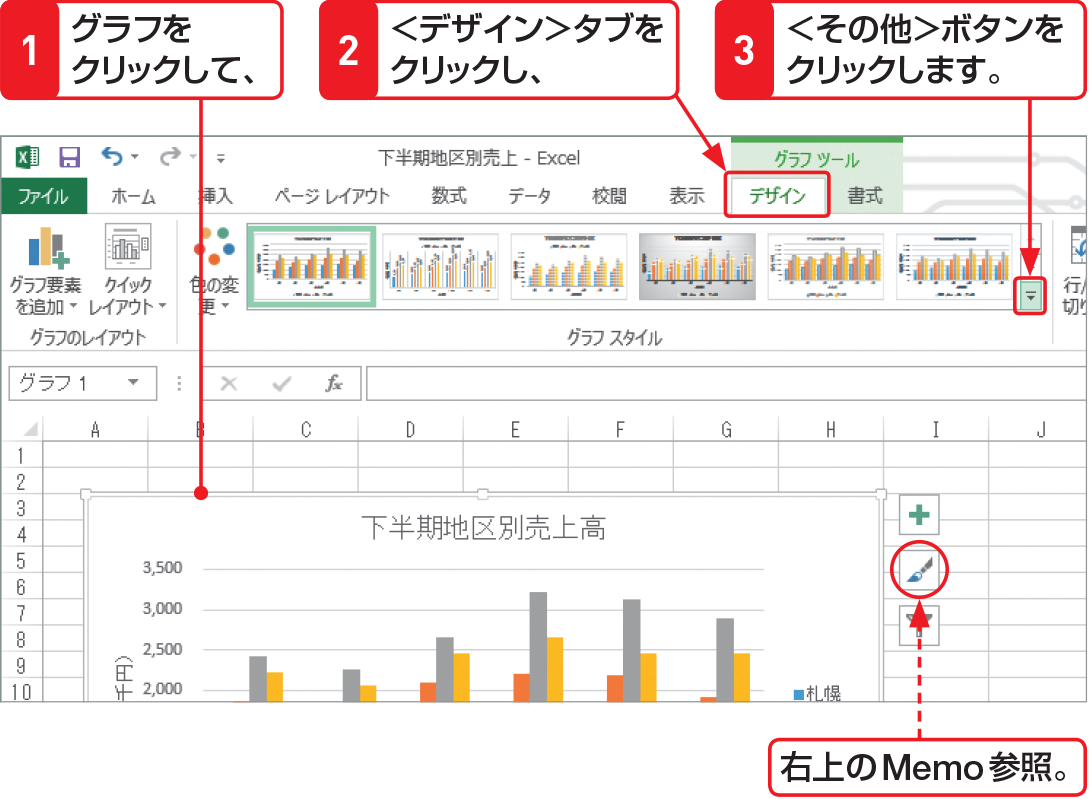 1 グラフを
クリックして、
2 <デザイン>タブを
クリックし、
3 <その他>ボタンを
クリックします。
下半期地区別売上 - Excel
グラフ ツール
ファイル ホーム 挿入 ページ レイアウト 数式 データ 校閲 表示 デザイン 書式
グラフ要素
を追加
クイック
レイアウト
色の変
更
行/
切り
グラフのレイアウト
グラフ スタイル
グラフ 1
fx
A B C D E F G H I J
1
2
3
4
5
6
7
8
9
10
下半期地区別売上高
3,500
3,000
2,500
2,000
千円)
札幌
右上のMemo参照。